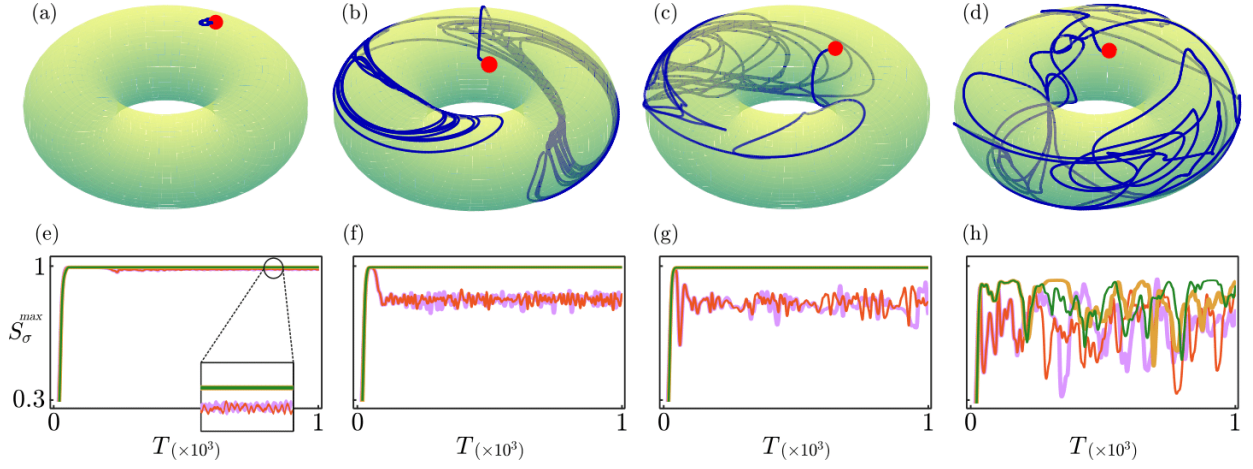 (a) (b) (c) (d)
(e) (f) (g) (h)
1
S_σ^max
0.3
0 1 0 1 0 1 0 1
T(×10³) T(×10³) T(×10³) T(×10³)